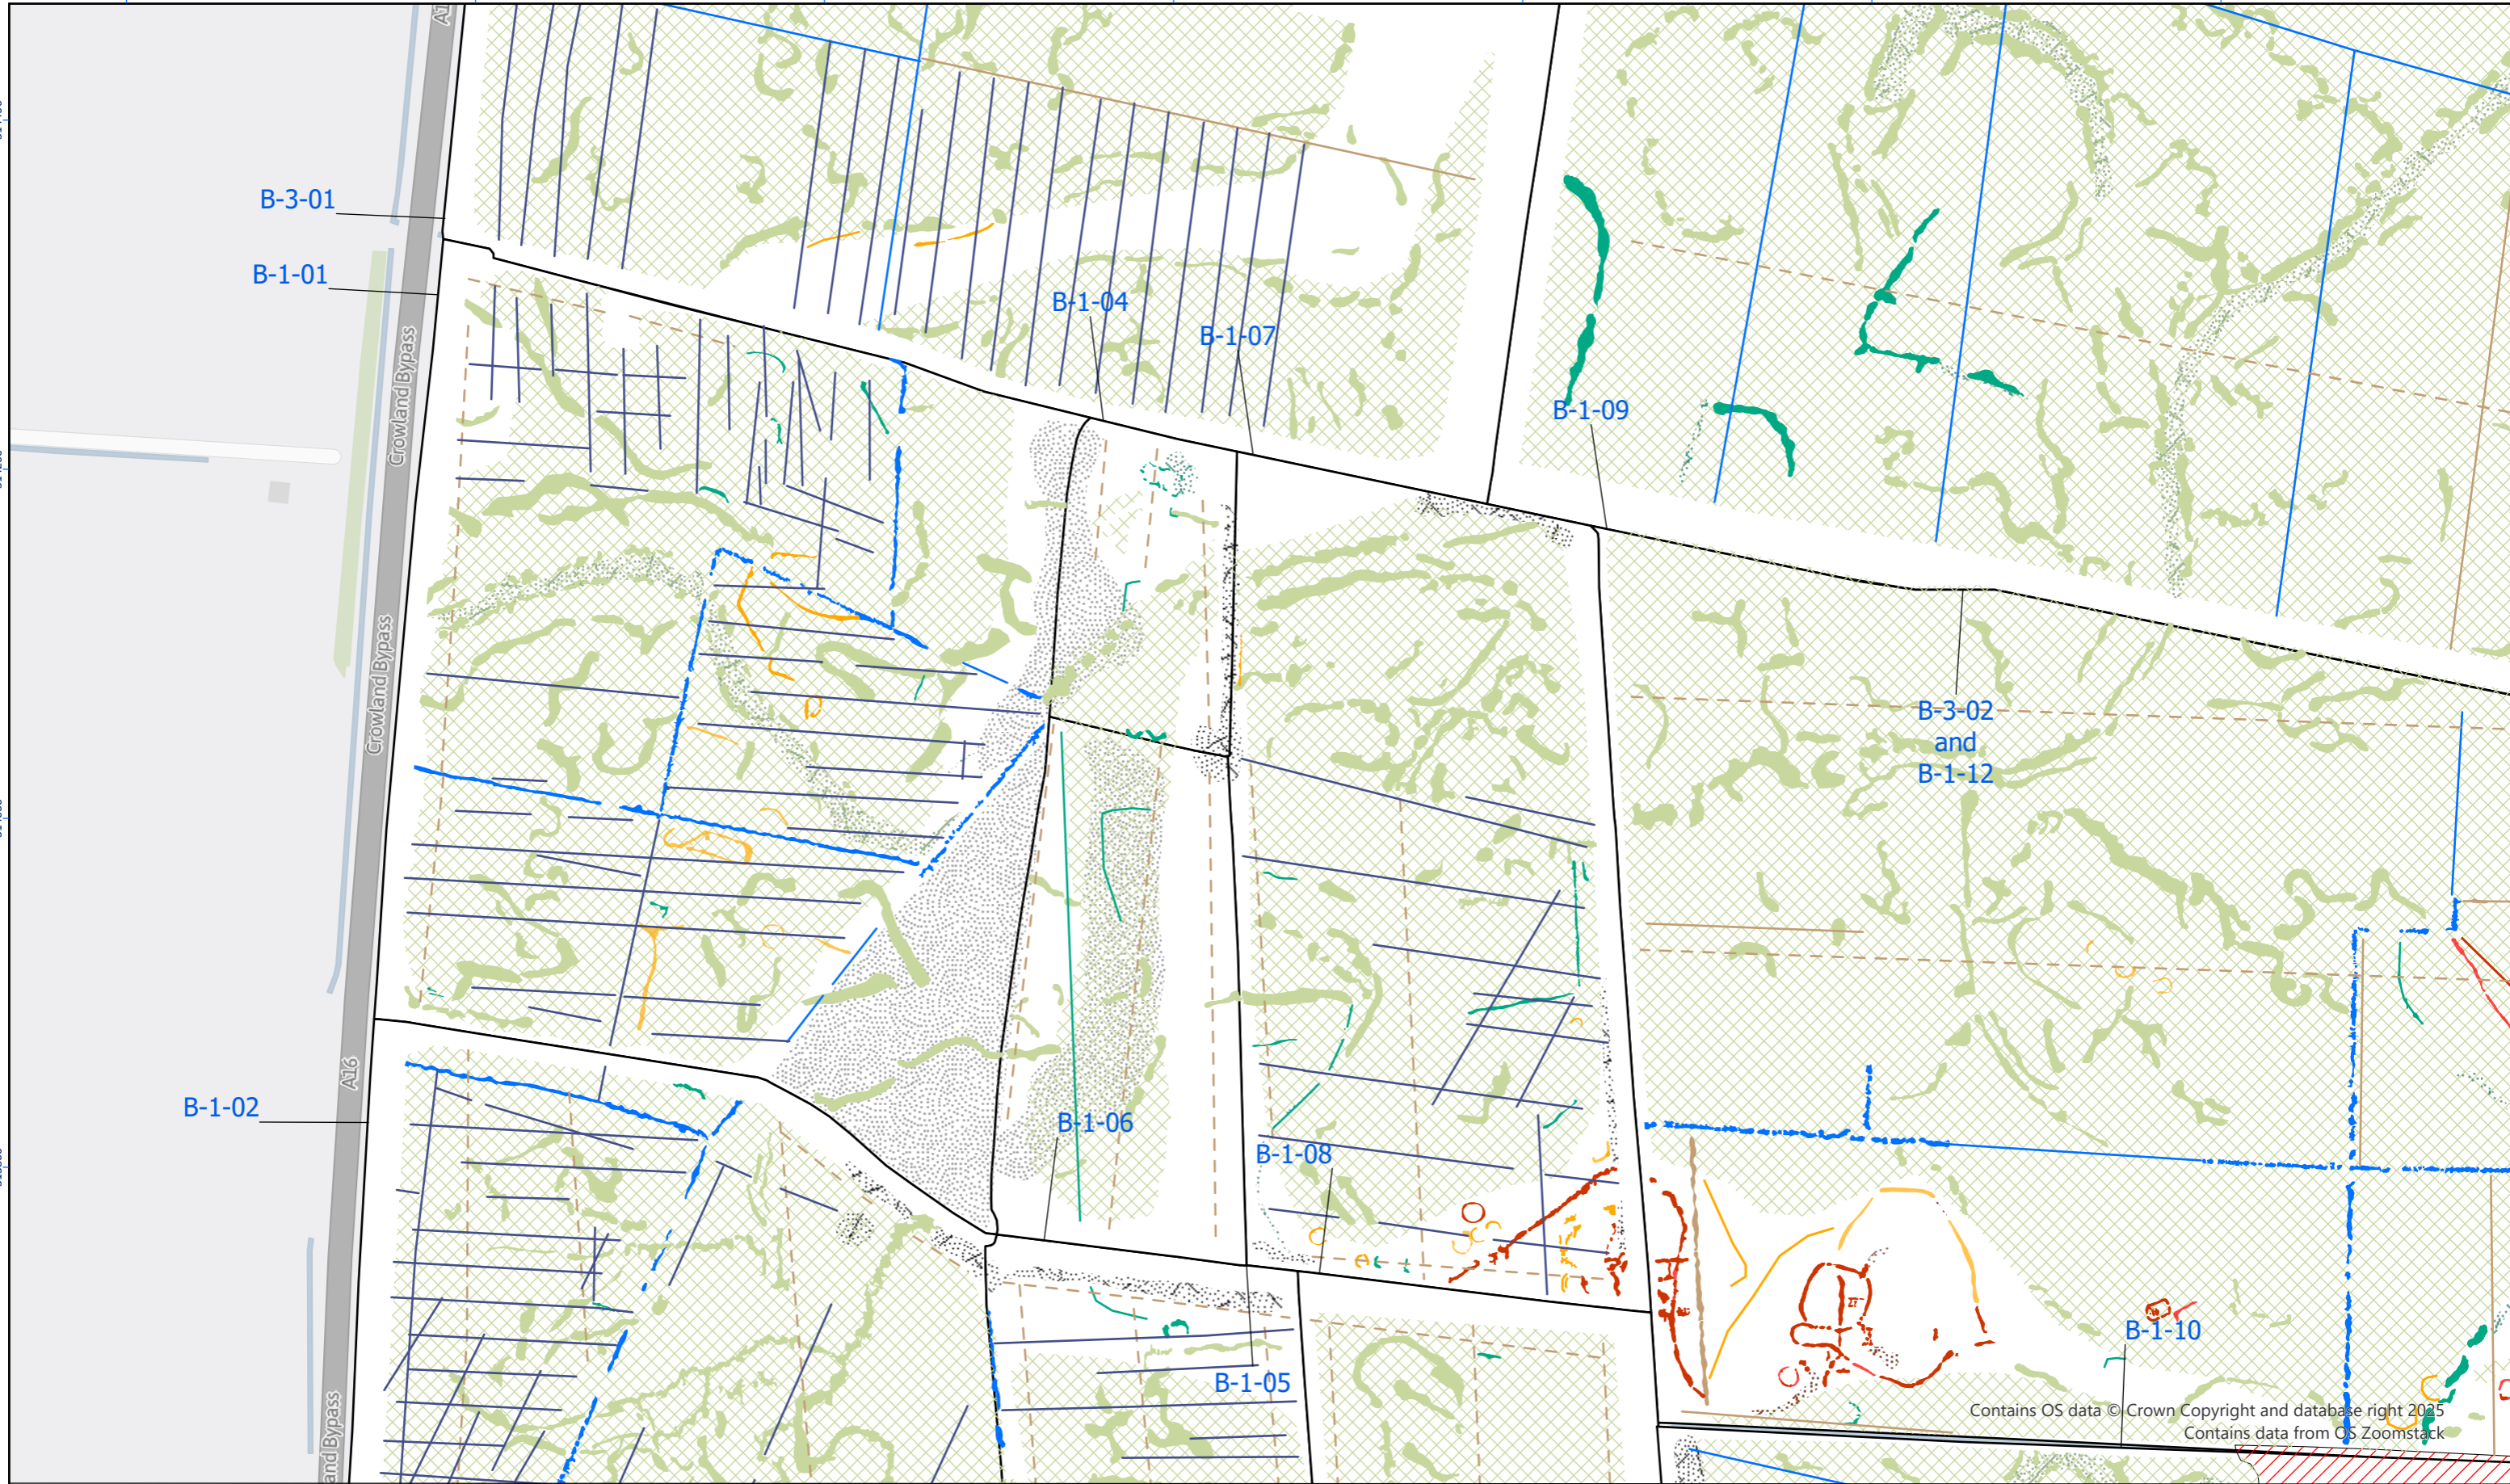 A1
B-3-01
B-1-01
B-1-04
B-1-07
Crowland Bypass
B-1-09
Crowland Bypass
B-3-02
and
B-1-12
A16
B-1-02
B-1-06
B-1-08
B-1-10
B-1-05
and Bypass
Contains OS data © Crown Copyright and database right 2025
Contains data from OS Zoomstack